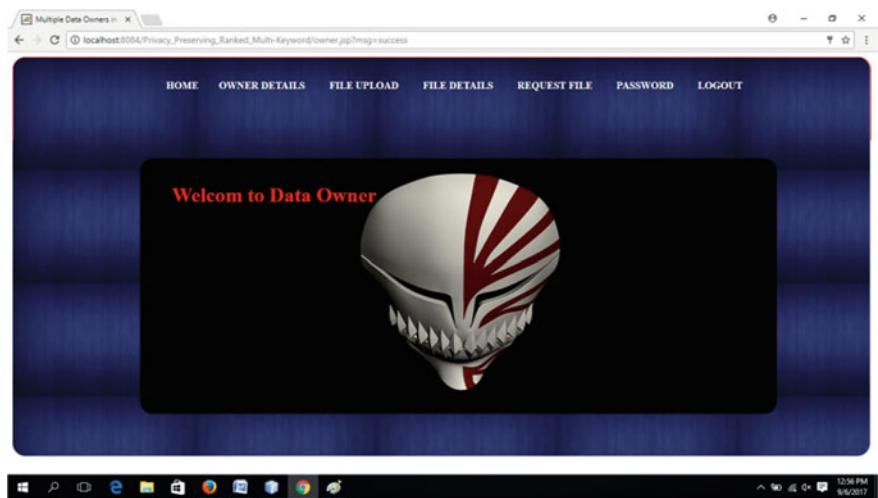 Multiple Data Owners in
localhost:8084/Privacy_Preserving_Ranked_Multi-Keyword/owner.jsp?msg=success
HOME OWNER DETAILS FILE UPLOAD FILE DETAILS REQUEST FILE PASSWORD LOGOUT
Welcom to Data Owner
12:56 PM
9/6/2017